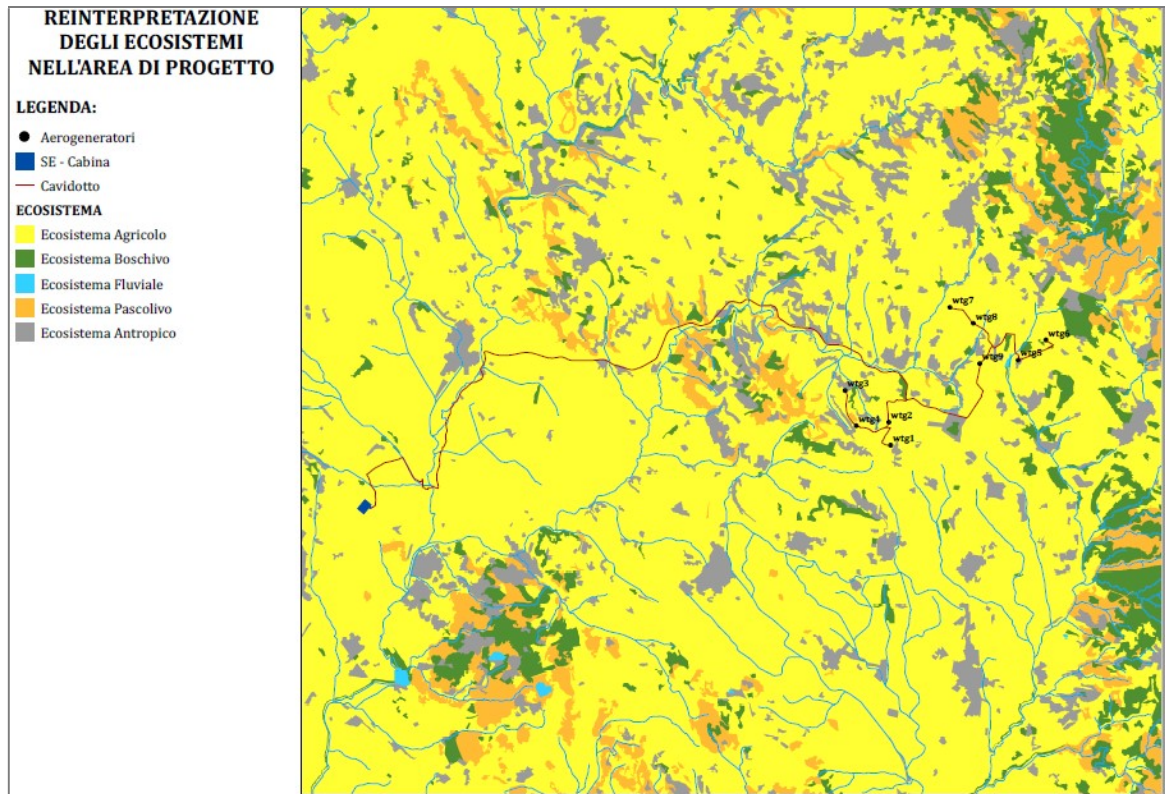 REINTERPRETAZIONE
DEGLI ECOSISTEMI
NELL'AREA DI PROGETTO
LEGENDA:
Aerogeneratori
SE - Cabina
Cavidotto
ECOSISTEMA
Ecosistema Agricolo
Ecosistema Boschivo
Ecosistema Fluviale
Ecosistema Pascolivo
Ecosistema Antropico
wtg7
wtg8
wtg6
wtg9
wtg5
wtg3
wtg4
wtg2
wtg1